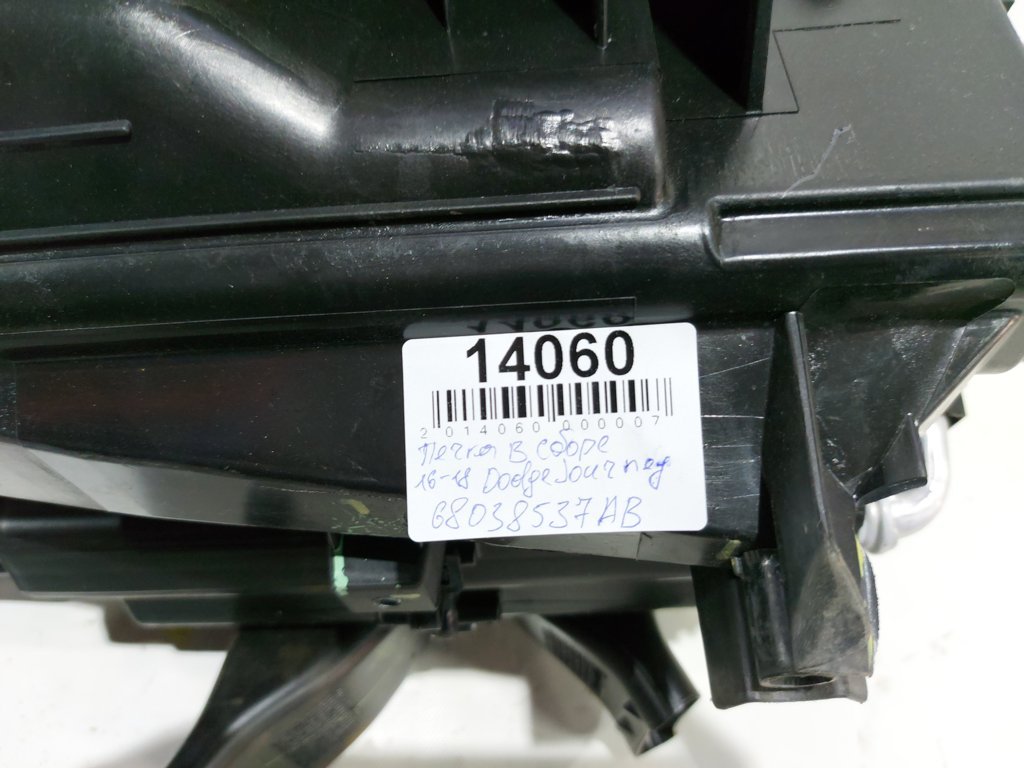 14060
2 014060 000007
Печка в сборе
16-18 Dodge Journey
68038537AB